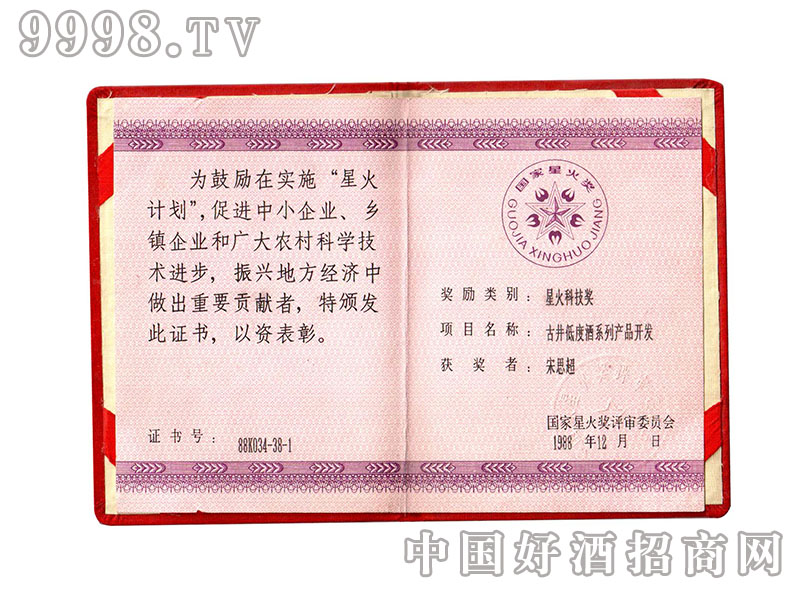 9998.TV
为鼓励在实施“星火
计划”,促进中小企业、乡
镇企业和广大农村科学技
术进步，振兴地方经济中
做出重要贡献者，特颁发
此证书，以资表彰。
证书号：88K034-38-1
国家星火奖
GUOJIA XINGHUO JIANG
奖励类别：星火科技奖
项目名称：古井低度酒系列产品开发
获奖者：宋思超
国家星火奖评审委员会
1988 年12 月 日
中国好酒招商网